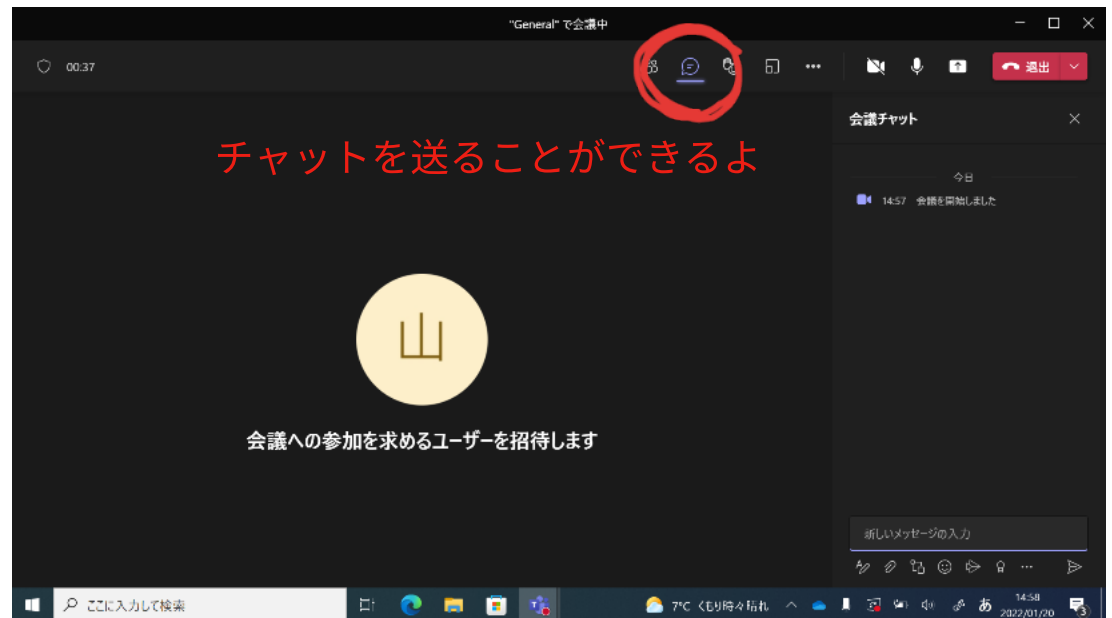 "General" で会議中
00:37
退出
会議チャット
チャットを送ることができるよ
今日
14:57 会議を開始しました
山
会議への参加を求めるユーザーを招待します
新しいメッセージの入力
ここに入力して検索
7°C くもり時々晴れ
あ
14:58
2022/01/20
3